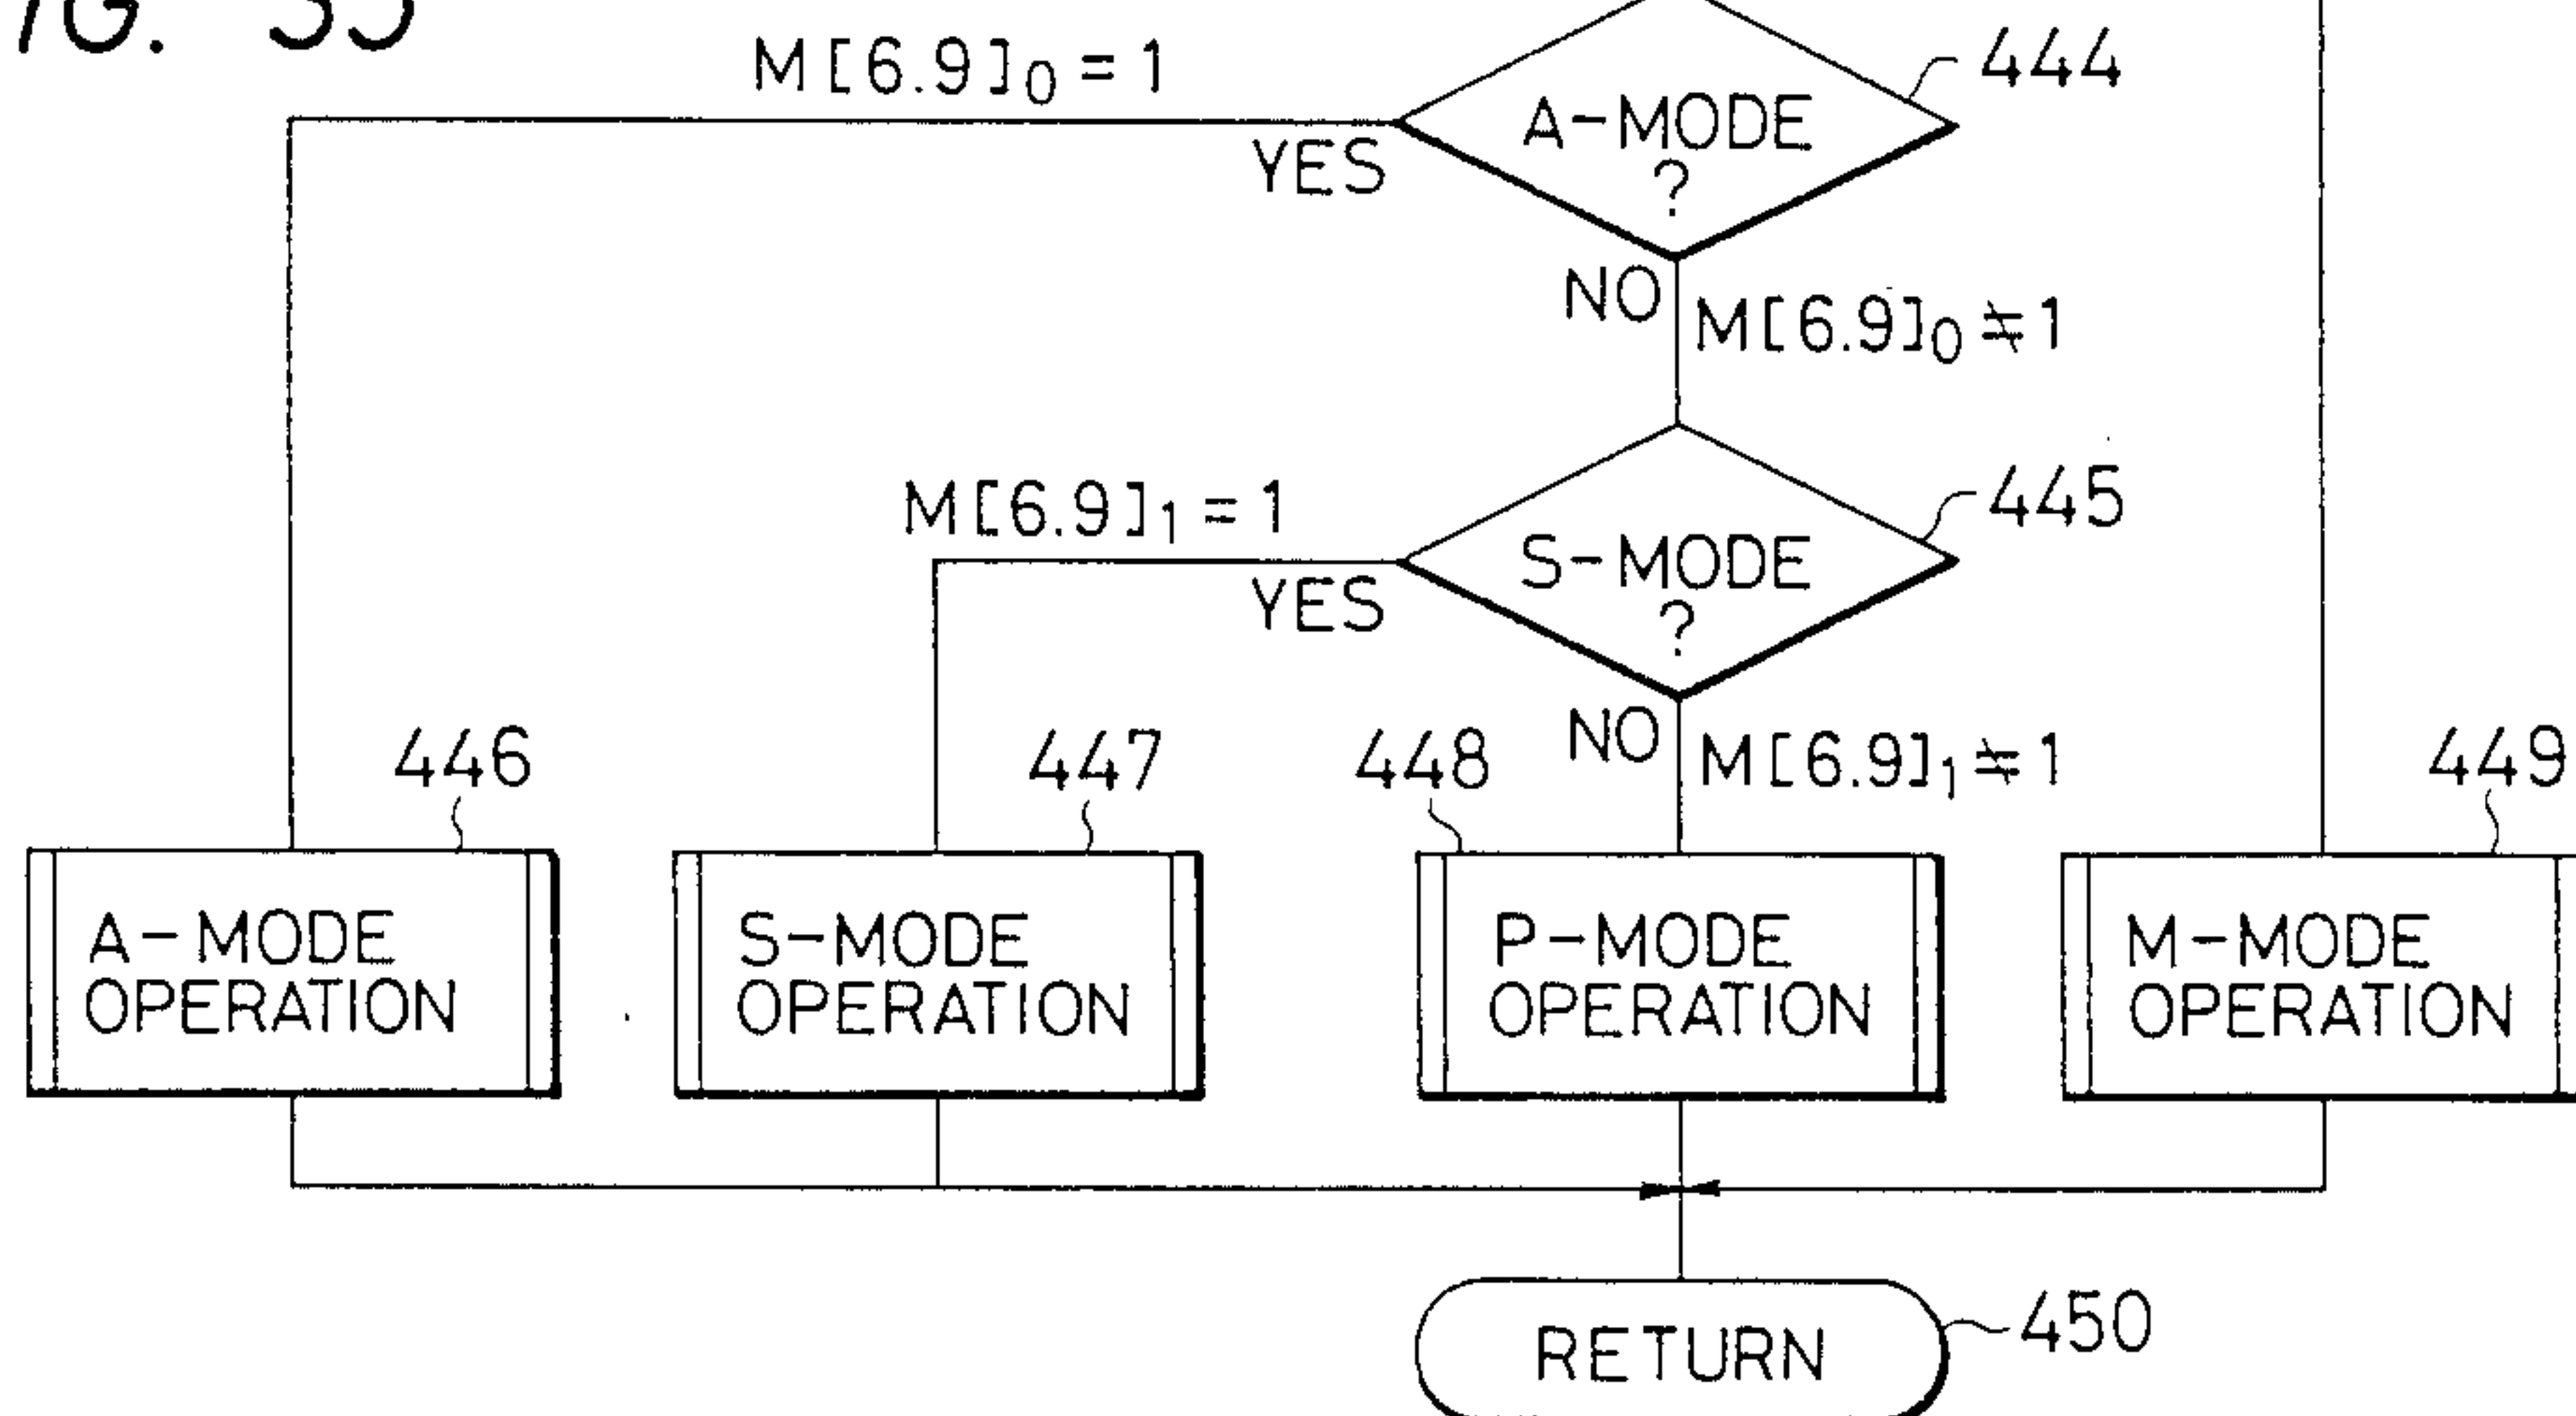 M[6.9]₀ = 1
444
A-MODE
?
YES
NO
M[6.9]₀ ≠ 1
M[6.9]₁ = 1
445
S-MODE
?
YES
NO
M[6.9]₁ ≠ 1
446
447
448
449
A-MODE
OPERATION
S-MODE
OPERATION
P-MODE
OPERATION
M-MODE
OPERATION
RETURN
450